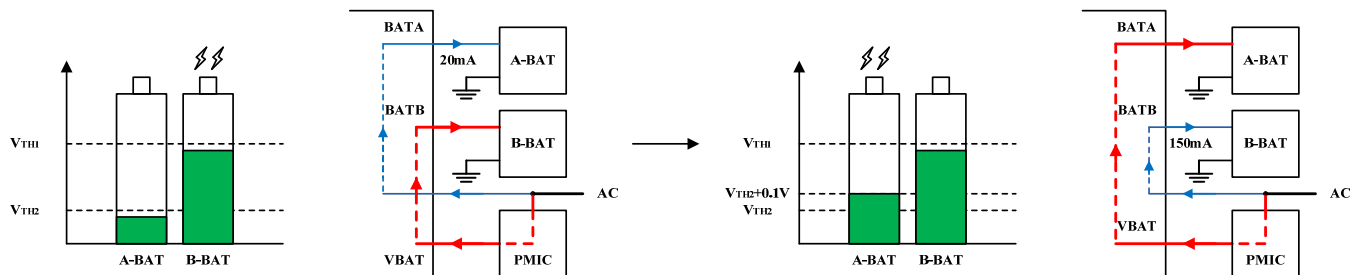 VTH1
VTH2
A-BAT
B-BAT
BATA
20mA
A-BAT
BATB
B-BAT
AC
VBAT
PMIC
VTH1
VTH2+0.1V
VTH2
A-BAT
B-BAT
BATA
A-BAT
BATB
150mA
B-BAT
AC
VBAT
PMIC